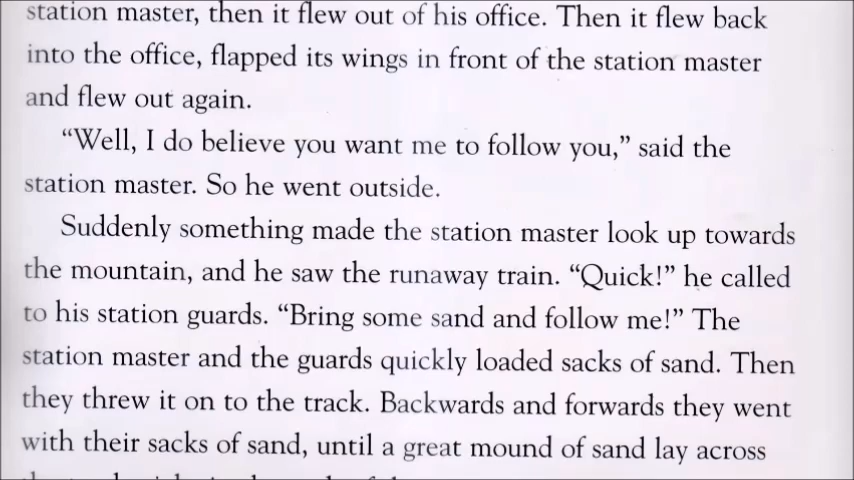 station master, then it flew out of his office. Then it flew back
into the office, flapped its wings in front of the station master
and flew out again.
“Well, I do believe you want me to follow you,” said the
station master. So he went outside.
Suddenly something made the station master look up towards
the mountain, and he saw the runaway train. “Quick!” he called
to his station guards. “Bring some sand and follow me!” The
station master and the guards quickly loaded sacks of sand. Then
they threw it on to the track. Backwards and forwards they went
with their sacks of sand, until a great mound of sand lay across